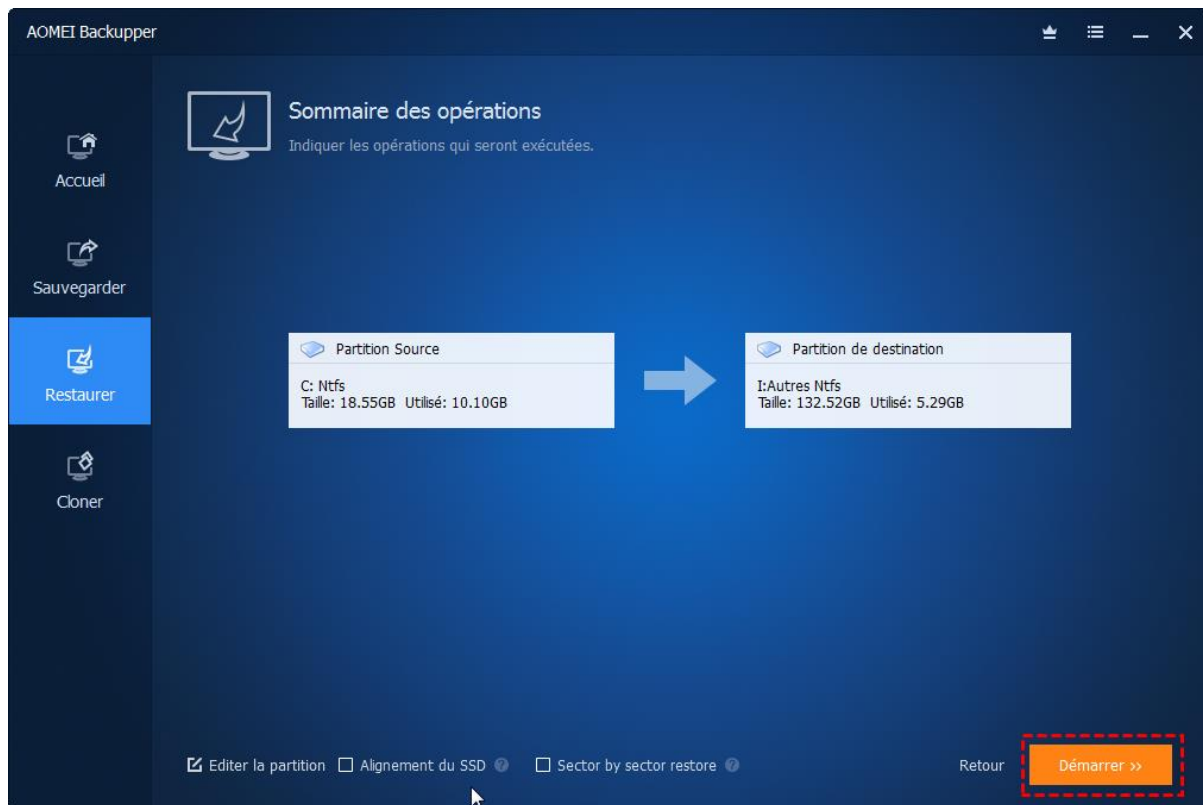 AOMEI Backupper
Accueil
Sauvegarder
Restaurer
Cloner
Sommaire des opérations
Indiquer les opérations qui seront exécutées.
Partition Source
C: Ntfs
Taille: 18.55GB Utilisé: 10.10GB
Partition de destination
I:Autres Ntfs
Taille: 132.52GB Utilisé: 5.29GB
Editer la partition
Alignement du SSD ?
Sector by sector restore ?
Retour
Démarrer >>